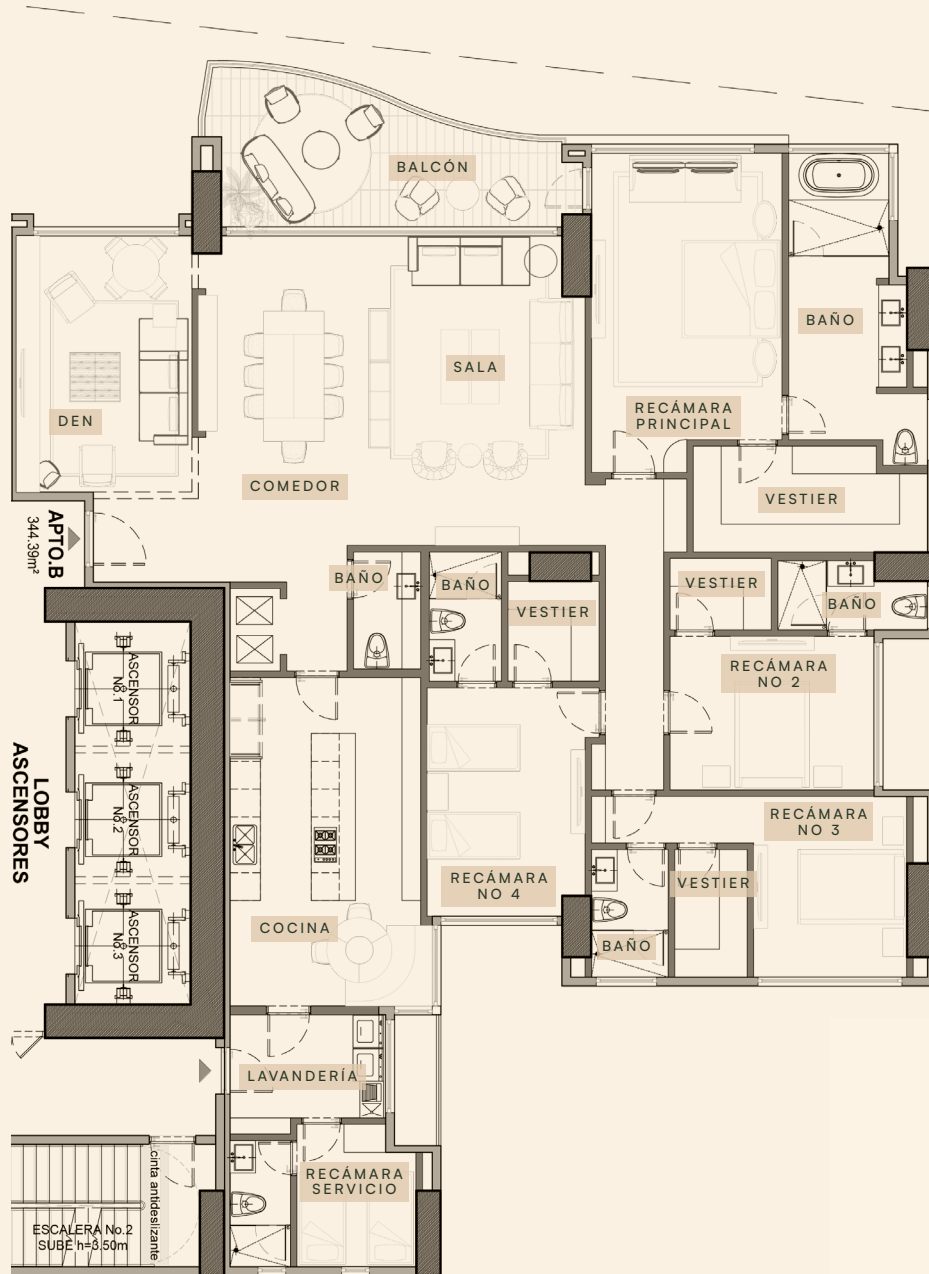 BALCÓN
BAÑO
SALA
DEN
RECÁMARA
PRINCIPAL
COMEDOR
VESTIER
APTO.B
344.39m²
BAÑO
BAÑO
VESTIER
VESTIER
BAÑO
RECÁMARA
NO 2
ASCENSOR
No.1
LOBBY
ASCENSORES
ASCENSOR
No.2
RECÁMARA
NO 3
RECÁMARA
NO 4
VESTIER
ASCENSOR
No.3
COCINA
BAÑO
LAVANDERÍA
RECÁMARA
SERVICIO
cinta antideslizante
ESCALERA No.2
SUBE h=3.50m